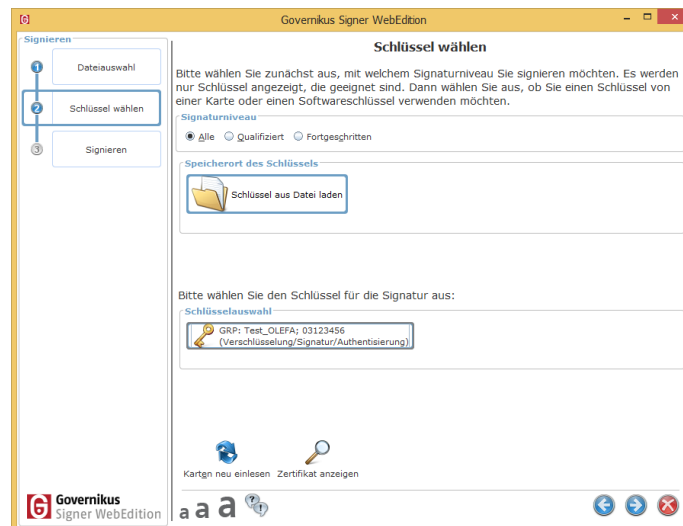 Governikus Signer WebEdition
Signieren
1
Dateiauswahl
2
Schlüssel wählen
3
Signieren
Schlüssel wählen
Bitte wählen Sie zunächst aus, mit welchem Signaturniveau Sie signieren möchten. Es werden
nur Schlüssel angezeigt, die geeignet sind. Dann wählen Sie aus, ob Sie einen Schlüssel von
einer Karte oder einen Softwareschlüssel verwenden möchten.
Signaturniveau
Alle Qualifiziert Fortgeschritten
Speicherort des Schlüssels
Schlüssel aus Datei laden
Bitte wählen Sie den Schlüssel für die Signatur aus:
Schlüsselauswahl
GRP: Test_OLEFA; 03123456
(Verschlüsselung/Signatur/Authentisierung)
Karten neu einlesen Zertifikat anzeigen
Governikus
Signer WebEdition
a a a